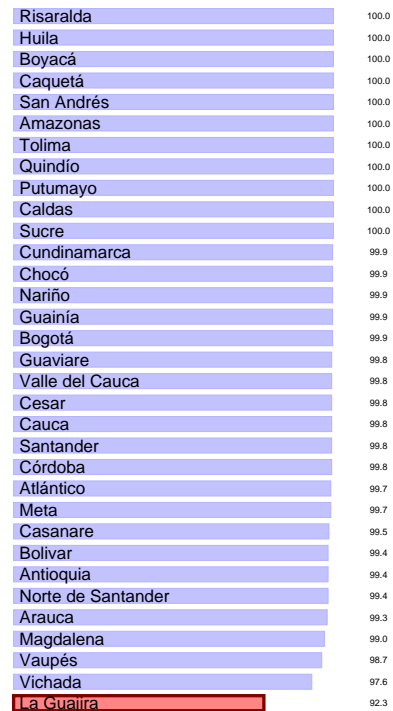 Risaralda 100.0
Huila 100.0
Boyacá 100.0
Caquetá 100.0
San Andrés 100.0
Amazonas 100.0
Tolima 100.0
Quindío 100.0
Putumayo 100.0
Caldas 100.0
Sucre 100.0
Cundinamarca 99.9
Chocó 99.9
Nariño 99.9
Guainía 99.9
Bogotá 99.9
Guaviare 99.8
Valle del Cauca 99.8
Cesar 99.8
Cauca 99.8
Santander 99.8
Córdoba 99.8
Atlántico 99.7
Meta 99.7
Casanare 99.5
Bolivar 99.4
Antioquia 99.4
Norte de Santander 99.4
Arauca 99.3
Magdalena 99.0
Vaupés 98.7
Vichada 97.6
La Guajira 92.3